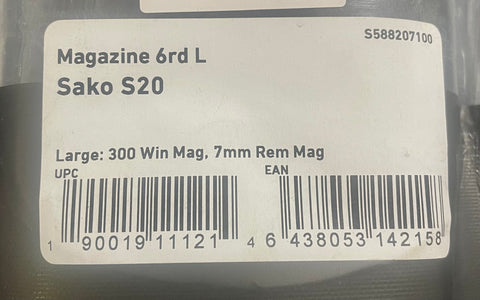 S588207100
Magazine 6rd L
Sako S20
Large: 300 Win Mag, 7mm Rem Mag
UPC EAN
1 90019 11121 4 6 438053 142158